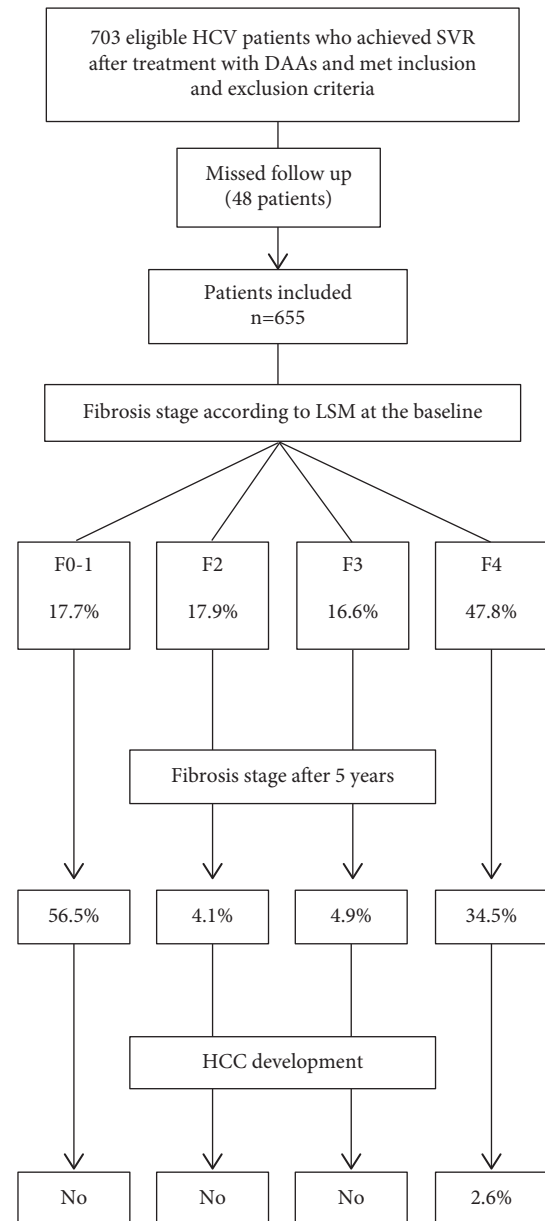 703 eligible HCV patients who achieved SVR
after treatment with DAAs and met inclusion
and exclusion criteria
Missed follow up
(48 patients)
Patients included
n=655
Fibrosis stage according to LSM at the baseline
F0-1
17.7%
F2
17.9%
F3
16.6%
F4
47.8%
Fibrosis stage after 5 years
56.5%
4.1%
4.9%
34.5%
HCC development
No
No
No
2.6%